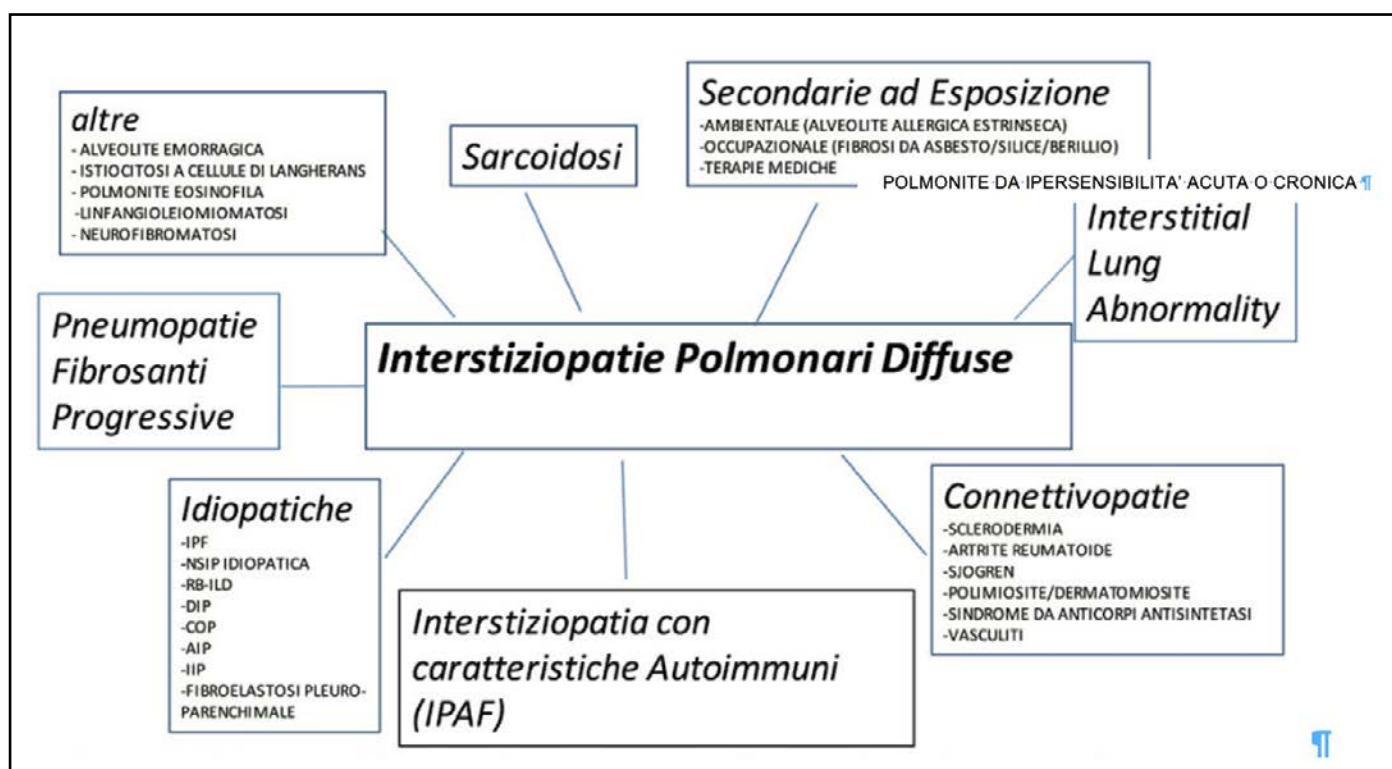 altre
- ALVEOLITE EMORRAGICA
- ISTIOCITOSI A CELLULE DI LANGHERANS
- POLMONITE EOSINOFILA
-LINFANGIOLEIOMIOMATOSI
- NEUROFIBROMATOSI
Sarcoidosi
Secondarie ad Esposizione
-AMBIENTALE (ALVEOLITE ALLERGICA ESTRINSECA)
-OCCUPAZIONALE (FIBROSI DA ASBESTO/SILICE/BERILLIO)
-TERAPIE MEDICHE
POLMONITE·DA·IPERSENSIBILITA'·ACUTA·O·CRONICA¶
Interstitial
Lung
Abnormality
Pneumopatie
Fibrosanti
Progressive
Interstiziopatie Polmonari Diffuse
Idiopatiche
-IPF
-NSIP IDIOPATICA
-RB-ILD
-DIP
-COP
-AIP
-IIP
-FIBROELASTOSI PLEURO-
PARENCHIMALE
Interstiziopatia con
caratteristiche Autoimmuni
(IPAF)
Connettivopatie
-SCLERODERMIA
-ARTRITE REUMATOIDE
-SJOGREN
-POLIMIOSITE/DERMATOMIOSITE
-SINDROME DA ANTICORPI ANTISINTETASI
-VASCULITI
¶